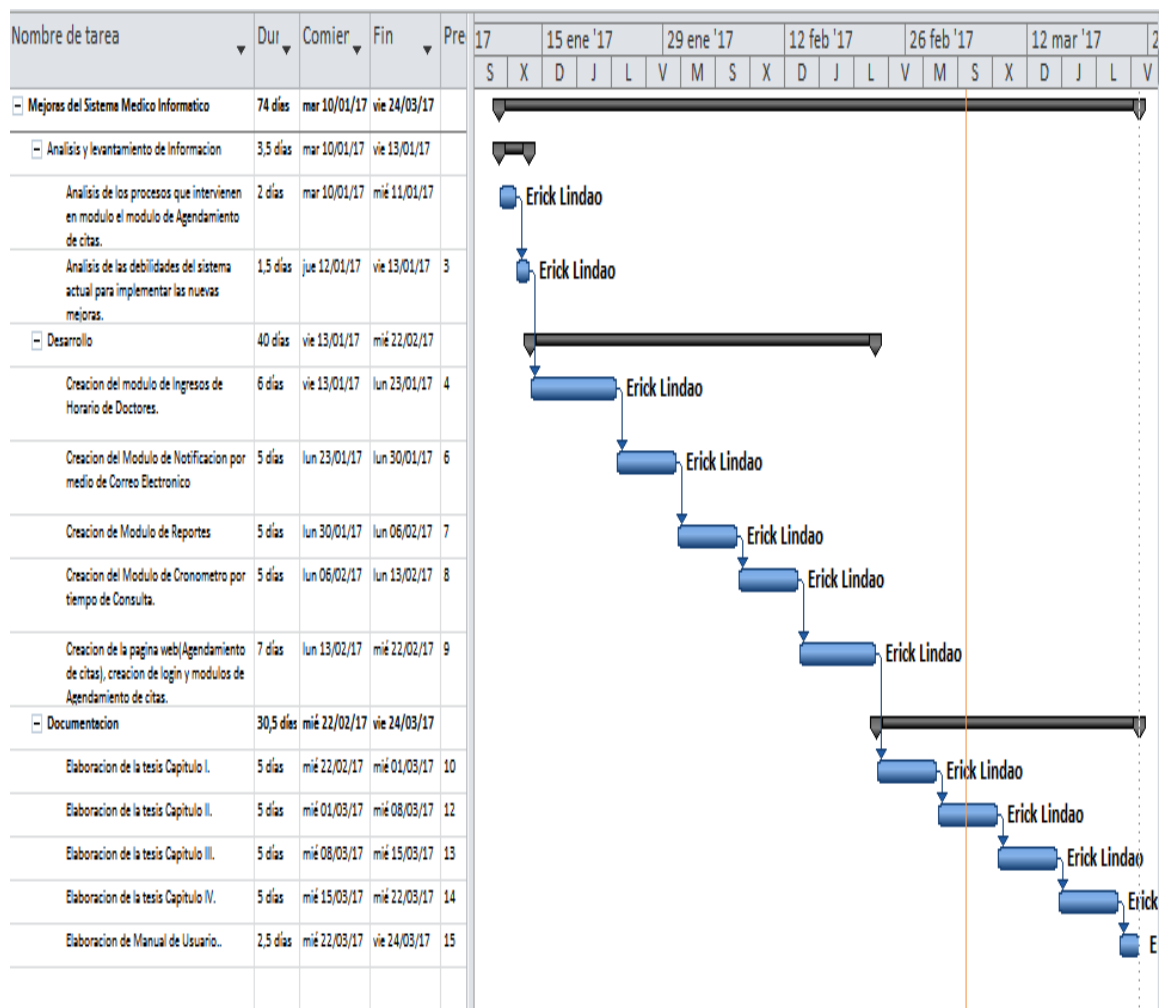 Nombre de tarea Dur Comier Fin Pre 17 15 ene '17 29 ene '17 12 feb '17 26 feb '17 12 mar '17 2
S X D J L V M S X D J L V M S X D J L V
Mejoras del Sistema Medico Informatico 74 días mar 10/01/17 vie 24/03/17
Analisis y levantamiento de Informacion 3,5 días mar 10/01/17 vie 13/01/17
Analisis de los procesos que intervienen 2 días mar 10/01/17 mié 11/01/17 Erick Lindao
en modulo el modulo de Agendamiento
de citas.
Analisis de las debilidades del sistema 1,5 días jue 12/01/17 vie 13/01/17 3 Erick Lindao
actual para implementar las nuevas
mejoras.
Desarrollo 40 días vie 13/01/17 mié 22/02/17
Creacion del modulo de Ingresos de 6 días vie 13/01/17 lun 23/01/17 4 Erick Lindao
Horario de Doctores.
Creacion del Modulo de Notificacion por 5 días lun 23/01/17 lun 30/01/17 6 Erick Lindao
medio de Correo Electronico
Creacion de Modulo de Reportes 5 días lun 30/01/17 lun 06/02/17 7 Erick Lindao
Creacion del Modulo de Cronometro por 5 días lun 06/02/17 lun 13/02/17 8 Erick Lindao
tiempo de Consulta.
Creacion de la pagina web(Agendamiento 7 días lun 13/02/17 mié 22/02/17 9 Erick Lindao
de citas), creacion de login y modulos de
Agendamiento de citas.
Documentacion 30,5 días mié 22/02/17 vie 24/03/17
Elaboracion de la tesis Capitulo I. 5 días mié 22/02/17 mié 01/03/17 10 Erick Lindao
Elaboracion de la tesis Capitulo II. 5 días mié 01/03/17 mié 08/03/17 12 Erick Lindao
Elaboracion de la tesis Capitulo III. 5 días mié 08/03/17 mié 15/03/17 13 Erick Lindao
Elaboracion de la tesis Capitulo IV. 5 días mié 15/03/17 mié 22/03/17 14 Erick
Elaboracion de Manual de Usuario.. 2,5 días mié 22/03/17 vie 24/03/17 15 E